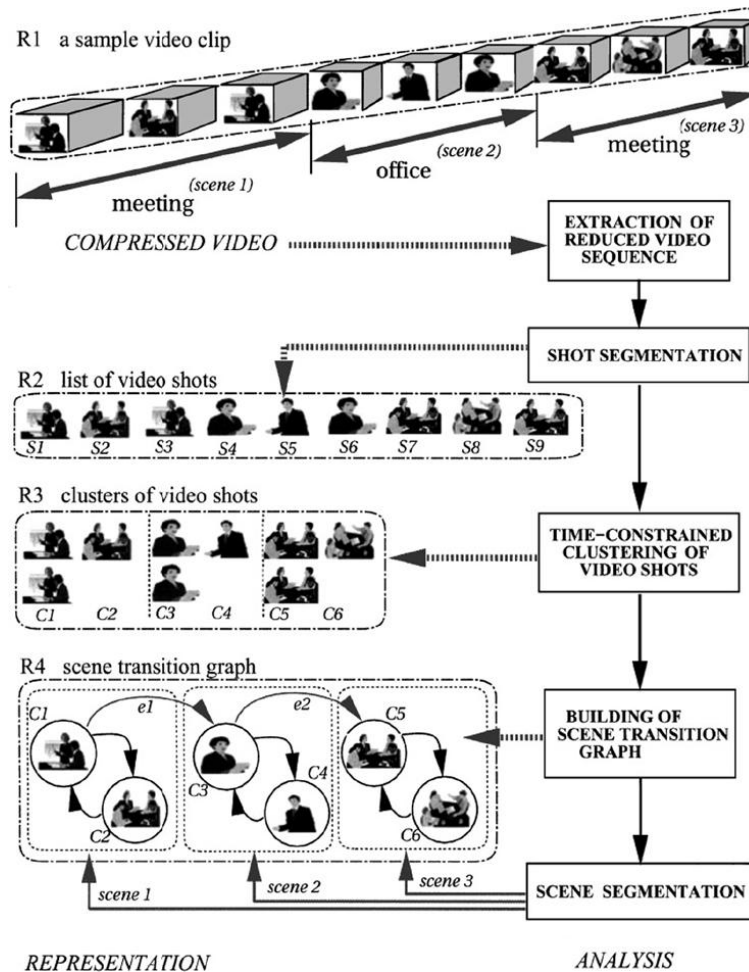 R1 a sample video clip
(scene 1)
meeting
(scene 2)
office
(scene 3)
meeting
COMPRESSED VIDEO
EXTRACTION OF
REDUCED VIDEO
SEQUENCE
SHOT SEGMENTATION
R2 list of video shots
S1 S2 S3 S4 S5 S6 S7 S8 S9
R3 clusters of video shots
C1 C2 C3 C4 C5 C6
TIME-CONSTRAINED
CLUSTERING OF
VIDEO SHOTS
R4 scene transition graph
C1 e1 e2 C5
C4
C3
C2 C6
BUILDING OF
SCENE TRANSITION
GRAPH
scene 1 scene 2 scene 3
SCENE SEGMENTATION
REPRESENTATION ANALYSIS